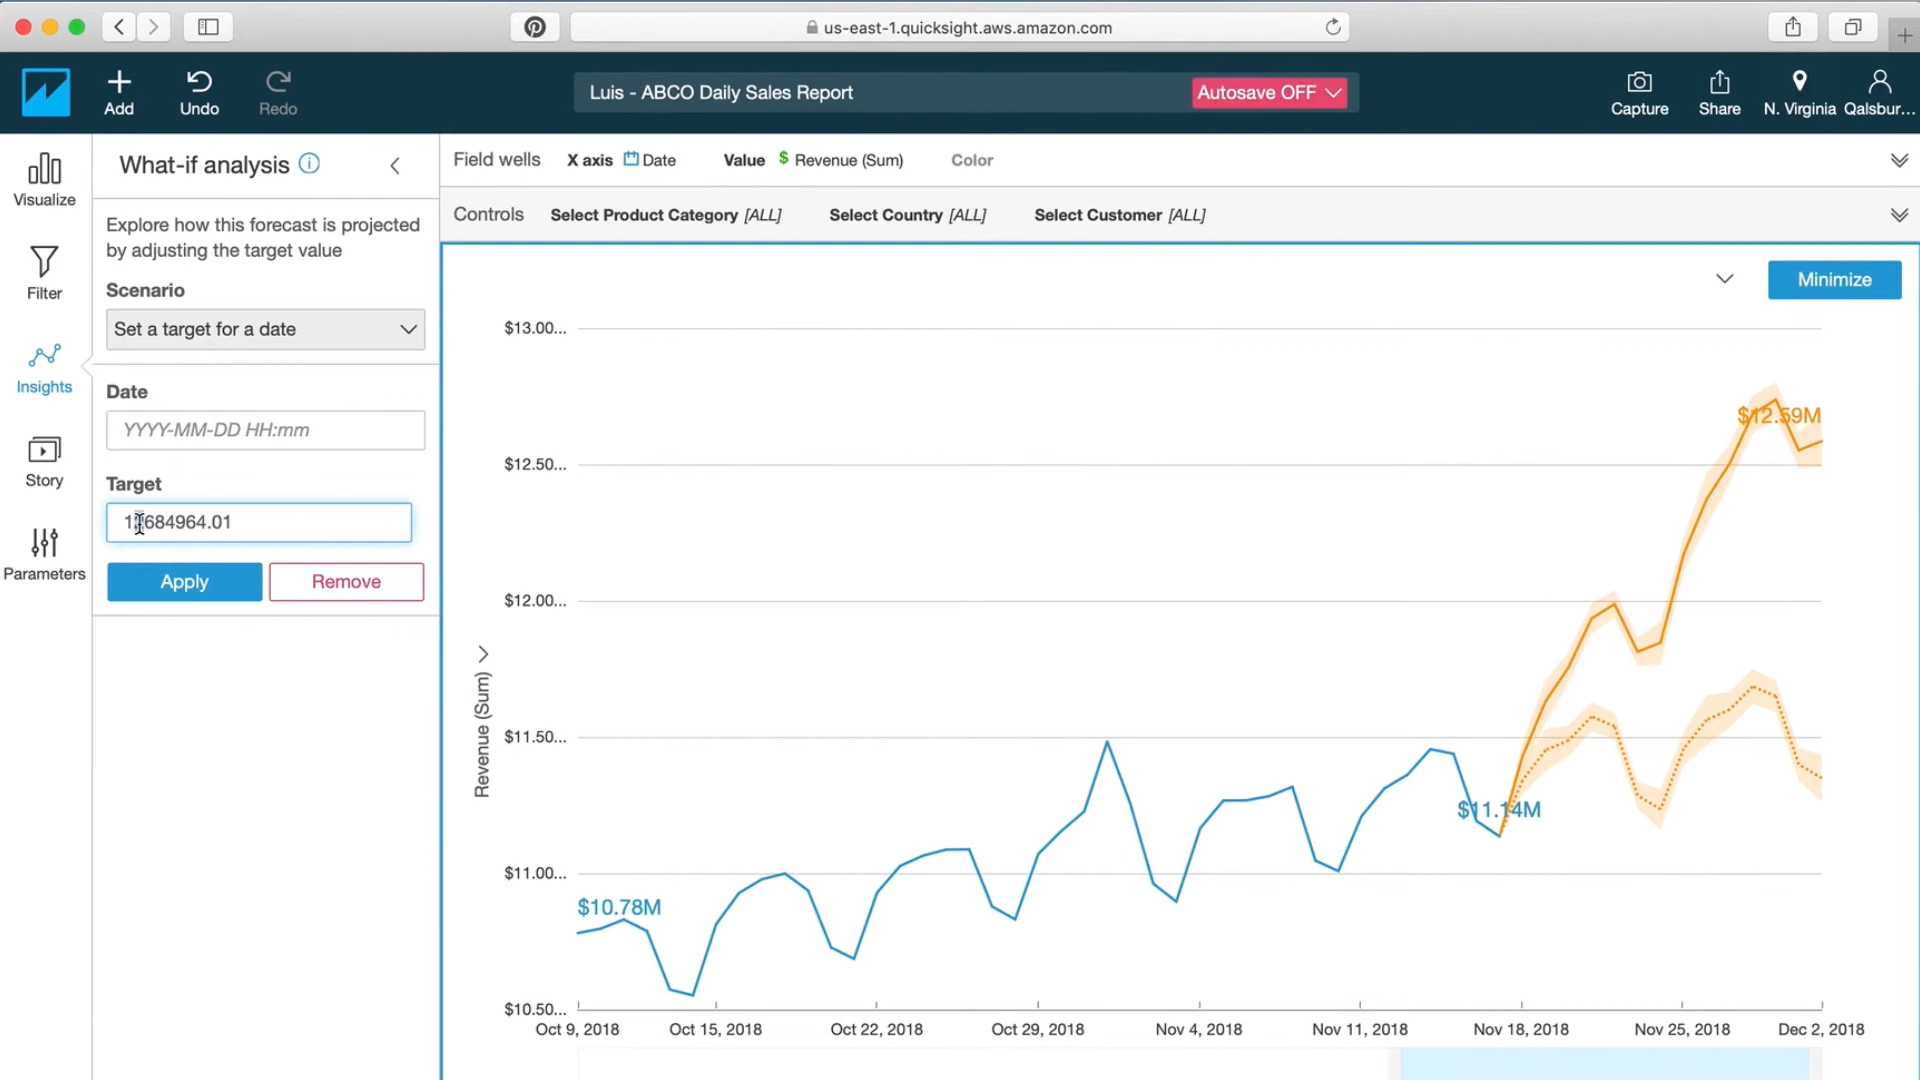 us-east-1.quicksight.aws.amazon.com
Add
Undo
Redo
Luis - ABCO Daily Sales Report
Autosave OFF
Capture
Share
N. Virginia
Qalsbur...
Visualize
Filter
Insights
Story
Parameters
What-if analysis
Explore how this forecast is projected
by adjusting the target value
Scenario
Set a target for a date
Date
YYYY-MM-DD HH:mm
Target
Apply
Remove
Field wells
X axis Date
Value $ Revenue (Sum)
Color
Controls
Select Product Category [ALL]
Select Country [ALL]
Select Customer [ALL]
Minimize
$13.00...
$12.50...
$12.00...
$11.50...
$11.00...
$10.50...
Revenue (Sum)
$12.59M
$11.14M
$10.78M
Oct 9, 2018
Oct 15, 2018
Oct 22, 2018
Oct 29, 2018
Nov 4, 2018
Nov 11, 2018
Nov 18, 2018
Nov 25, 2018
Dec 2, 2018